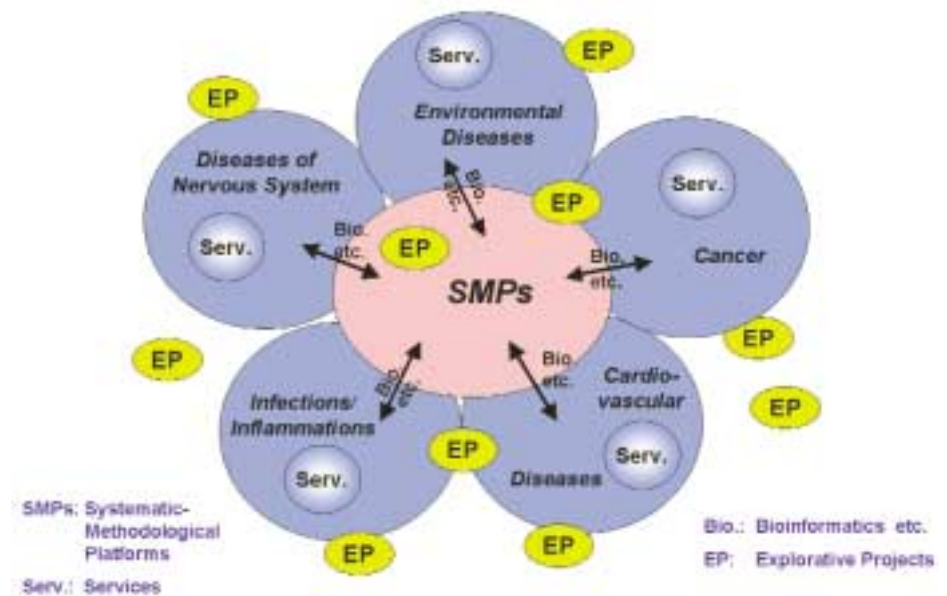 Serv.
EP
EP
Environmental
Diseases
Diseases of
Nervous System
Serv.
Bio.
etc.
EP
Serv.
Bio.
etc.
EP
Serv.
Bio.
etc.
Cancer
SMPs
EP
EP
EP
Bio.
etc.
Infections/
Inflammations
Serv.
Bio.
etc.
Cardio-
vascular
Serv.
Diseases
EP
EP
EP
SMPs: Systematic-
Methodological
Platforms
Serv.: Services
Bio.: Bioinformatics etc.
EP: Explorative Projects